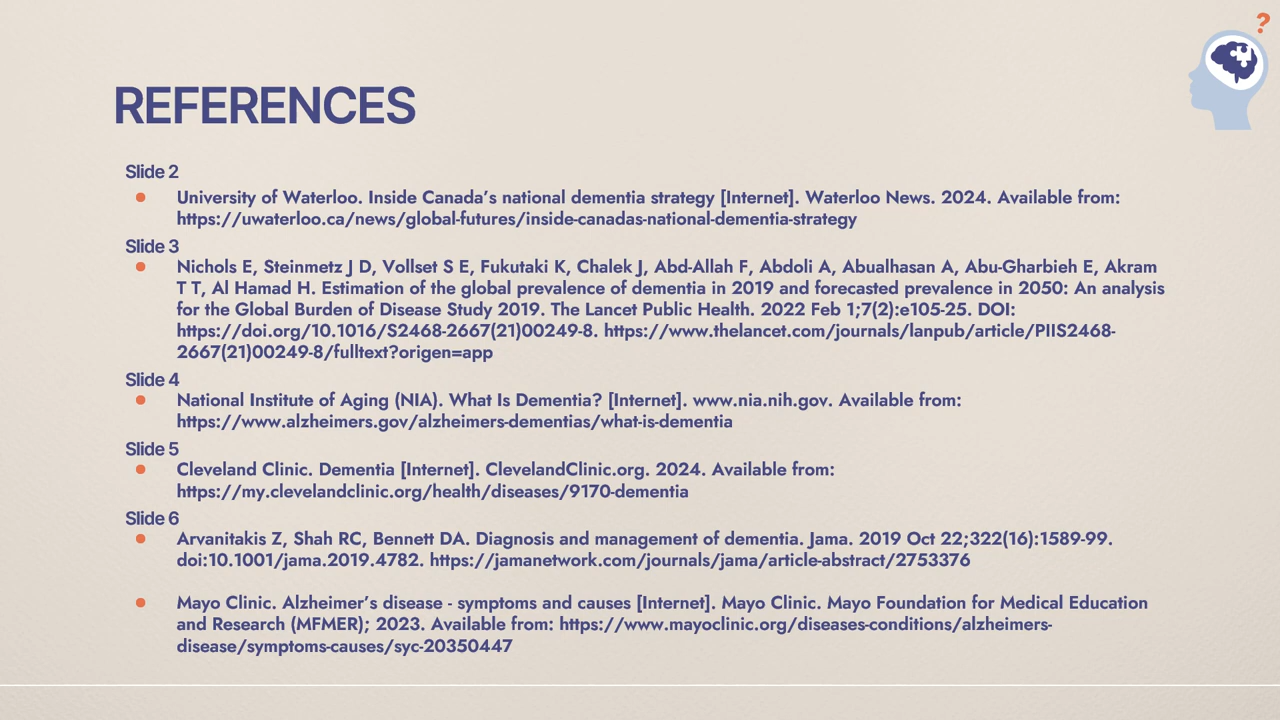 ?
REFERENCES
Slide 2
University of Waterloo. Inside Canada’s national dementia strategy [Internet]. Waterloo News. 2024. Available from:
https://uwaterloo.ca/news/global-futures/inside-canadas-national-dementia-strategy
Slide 3
Nichols E, Steinmetz J D, Vollset S E, Fukutaki K, Chalek J, Abd-Allah F, Abdoli A, Abualhasan A, Abu-Gharbieh E, Akram
T T, Al Hamad H. Estimation of the global prevalence of dementia in 2019 and forecasted prevalence in 2050: An analysis
for the Global Burden of Disease Study 2019. The Lancet Public Health. 2022 Feb 1;7(2):e105-25. DOI:
https://doi.org/10.1016/S2468-2667(21)00249-8. https://www.thelancet.com/journals/lanpub/article/PIIS2468-
2667(21)00249-8/fulltext?origen=app
Slide 4
National Institute of Aging (NIA). What Is Dementia? [Internet]. www.nia.nih.gov. Available from:
https://www.alzheimers.gov/alzheimers-dementias/what-is-dementia
Slide 5
Cleveland Clinic. Dementia [Internet]. ClevelandClinic.org. 2024. Available from:
https://my.clevelandclinic.org/health/diseases/9170-dementia
Slide 6
Arvanitakis Z, Shah RC, Bennett DA. Diagnosis and management of dementia. Jama. 2019 Oct 22;322(16):1589-99.
doi:10.1001/jama.2019.4782. https://jamanetwork.com/journals/jama/article-abstract/2753376
Mayo Clinic. Alzheimer’s disease - symptoms and causes [Internet]. Mayo Clinic. Mayo Foundation for Medical Education
and Research (MFMER); 2023. Available from: https://www.mayoclinic.org/diseases-conditions/alzheimers-
disease/symptoms-causes/syc-20350447